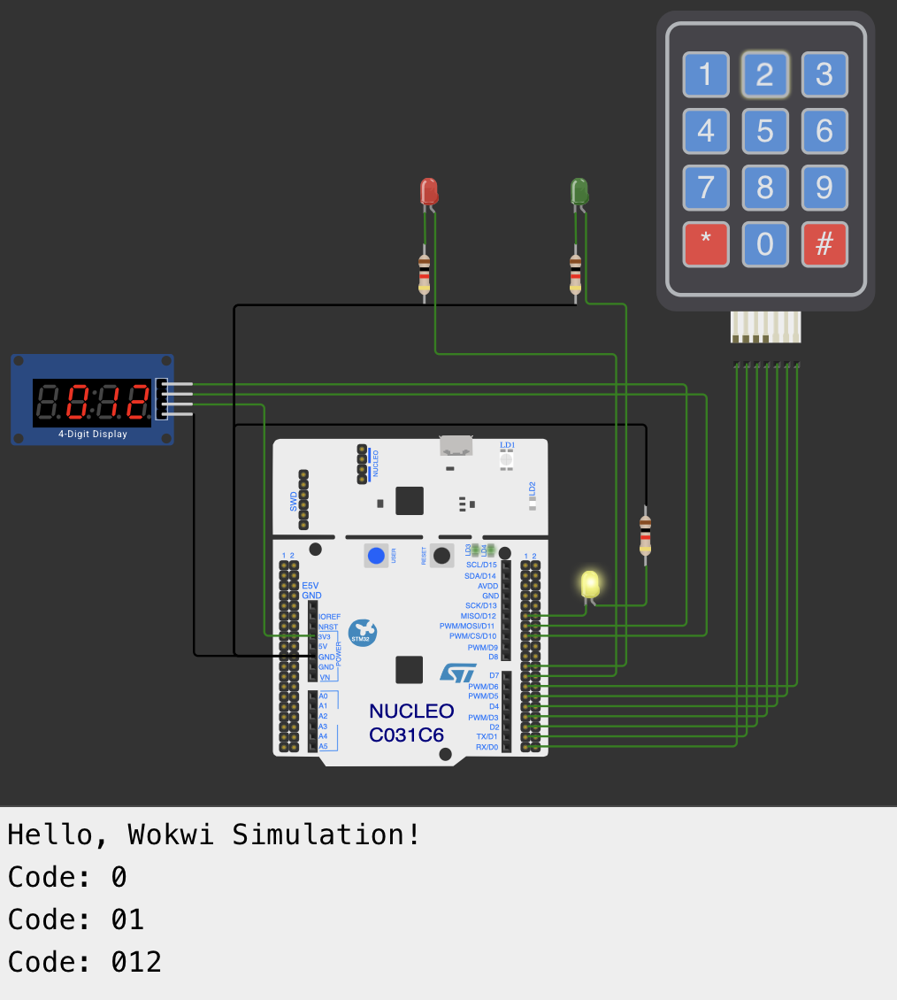 1 2 3
4 5 6
7 8 9
* 0 #
012
4-Digit Display
LD1
NUCLEO
SWD
LD2
USER
RESET
LD3
LD4
1 2
1 2
SCL/D15
SDA/D14
AVDD
GND
SCK/D13
MISO/D12
PWM/MOSI/D11
PWM/CS/D10
PWM/D9
D8
E5V
GND
IOREF
NRST
3V3
5V
GND
GND
VN
POWER
STM32
ST
D7
PWM/D6
PWM/D5
D4
PWM/D3
D2
TX/D1
RX/D0
A0
A1
A2
A3
A4
A5
NUCLEO
C031C6
Hello, Wokwi Simulation!
Code: 0
Code: 01
Code: 012